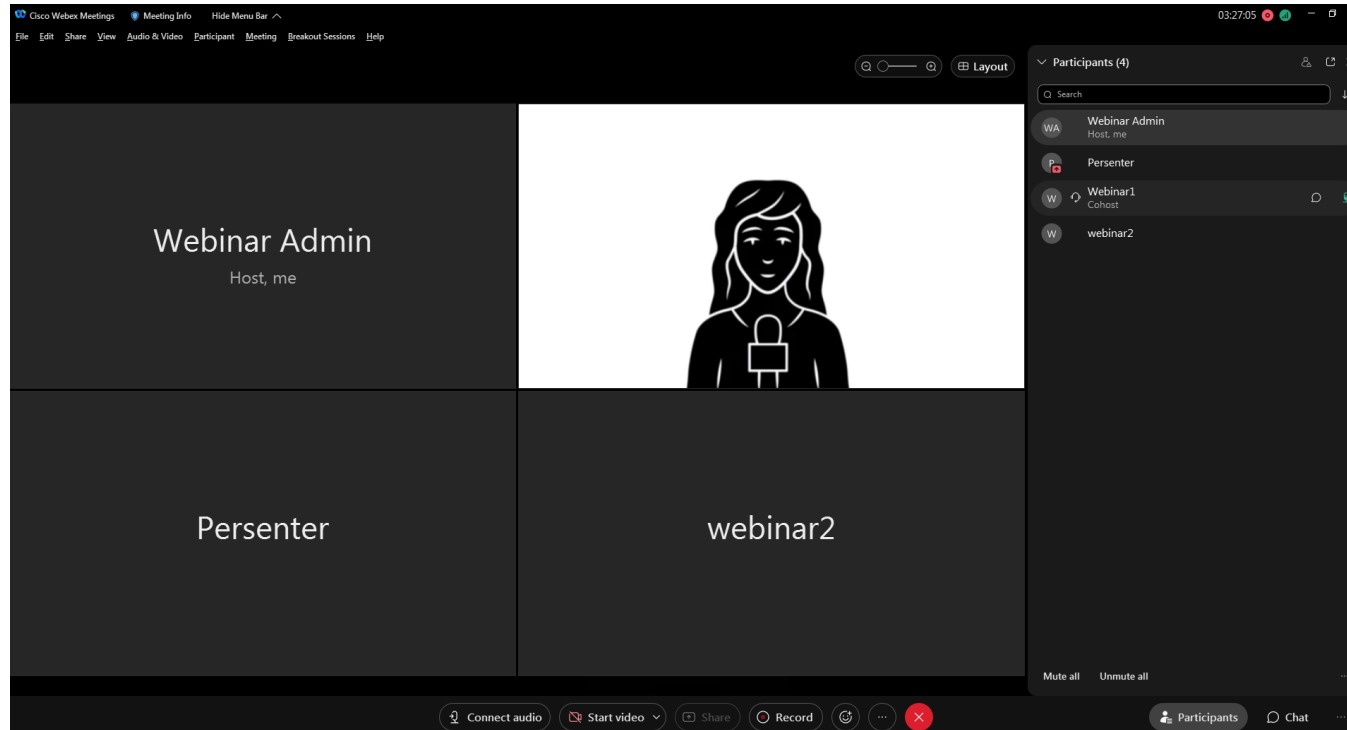 Cisco Webex Meetings Meeting Info Hide Menu Bar 03:27:05
File Edit Share View Audio & Video Participant Meeting Breakout Sessions Help
Layout
Participants (4)
Search
WA Webinar Admin
Host, me
P Persenter
W Webinar1
Cohost
W webinar2
Webinar Admin
Host, me
Persenter
webinar2
Mute all Unmute all
Connect audio Start video Share Record Participants Chat